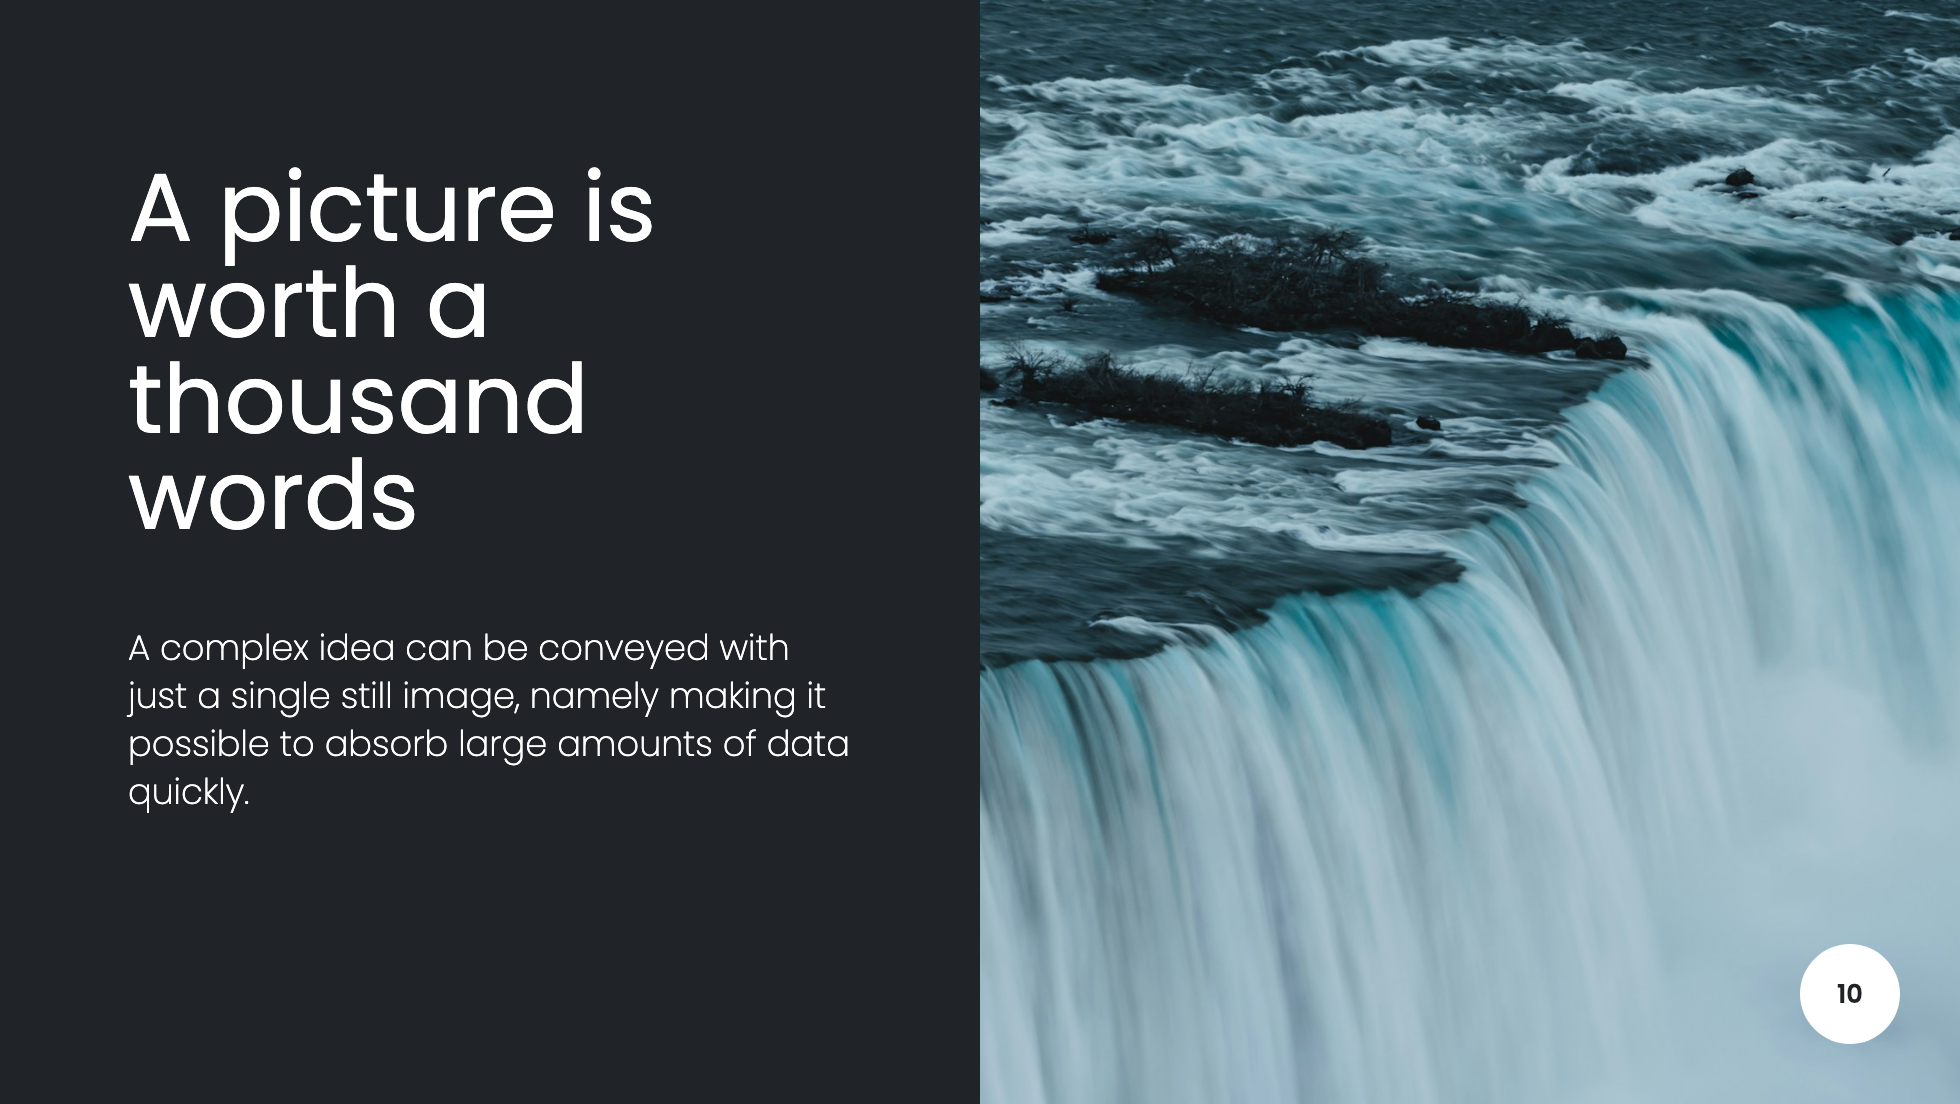 A picture is
worth a
thousand
words
A complex idea can be conveyed with
just a single still image, namely making it
possible to absorb large amounts of data
quickly.
10